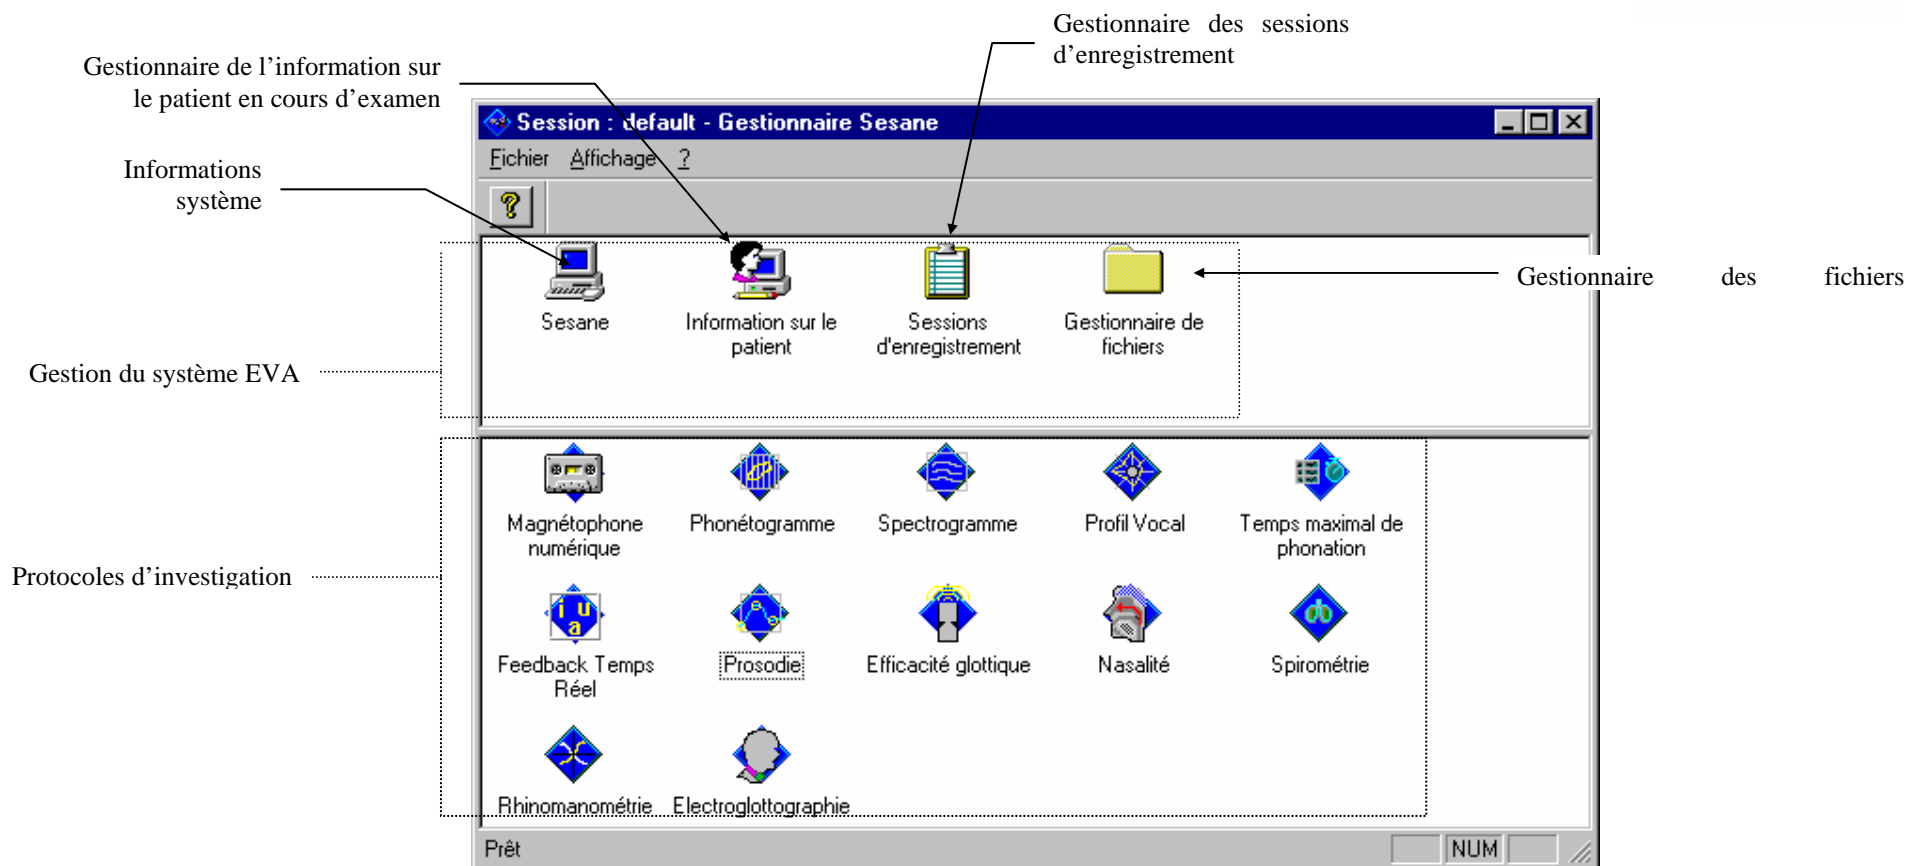 Gestionnaire des sessions
d'enregistrement
Gestionnaire de l'information sur
le patient en cours d'examen
Session : default - Gestionnaire Sesane
Fichier Affichage ?
Informations
système
Gestionnaire des fichiers
Sesane
Information sur le
patient
Sessions
d'enregistrement
Gestionnaire de
fichiers
Gestion du système EVA
Magnétophone
numérique
Phonétogramme
Spectrogramme
Profil Vocal
Temps maximal de
phonation
Protocoles d'investigation
i u
a
Feedback Temps
Réel
Prosodie
Efficacité glottique
Nasalité
Spirométrie
Rhinomanométrie
Electroglottographie
Prêt
NUM